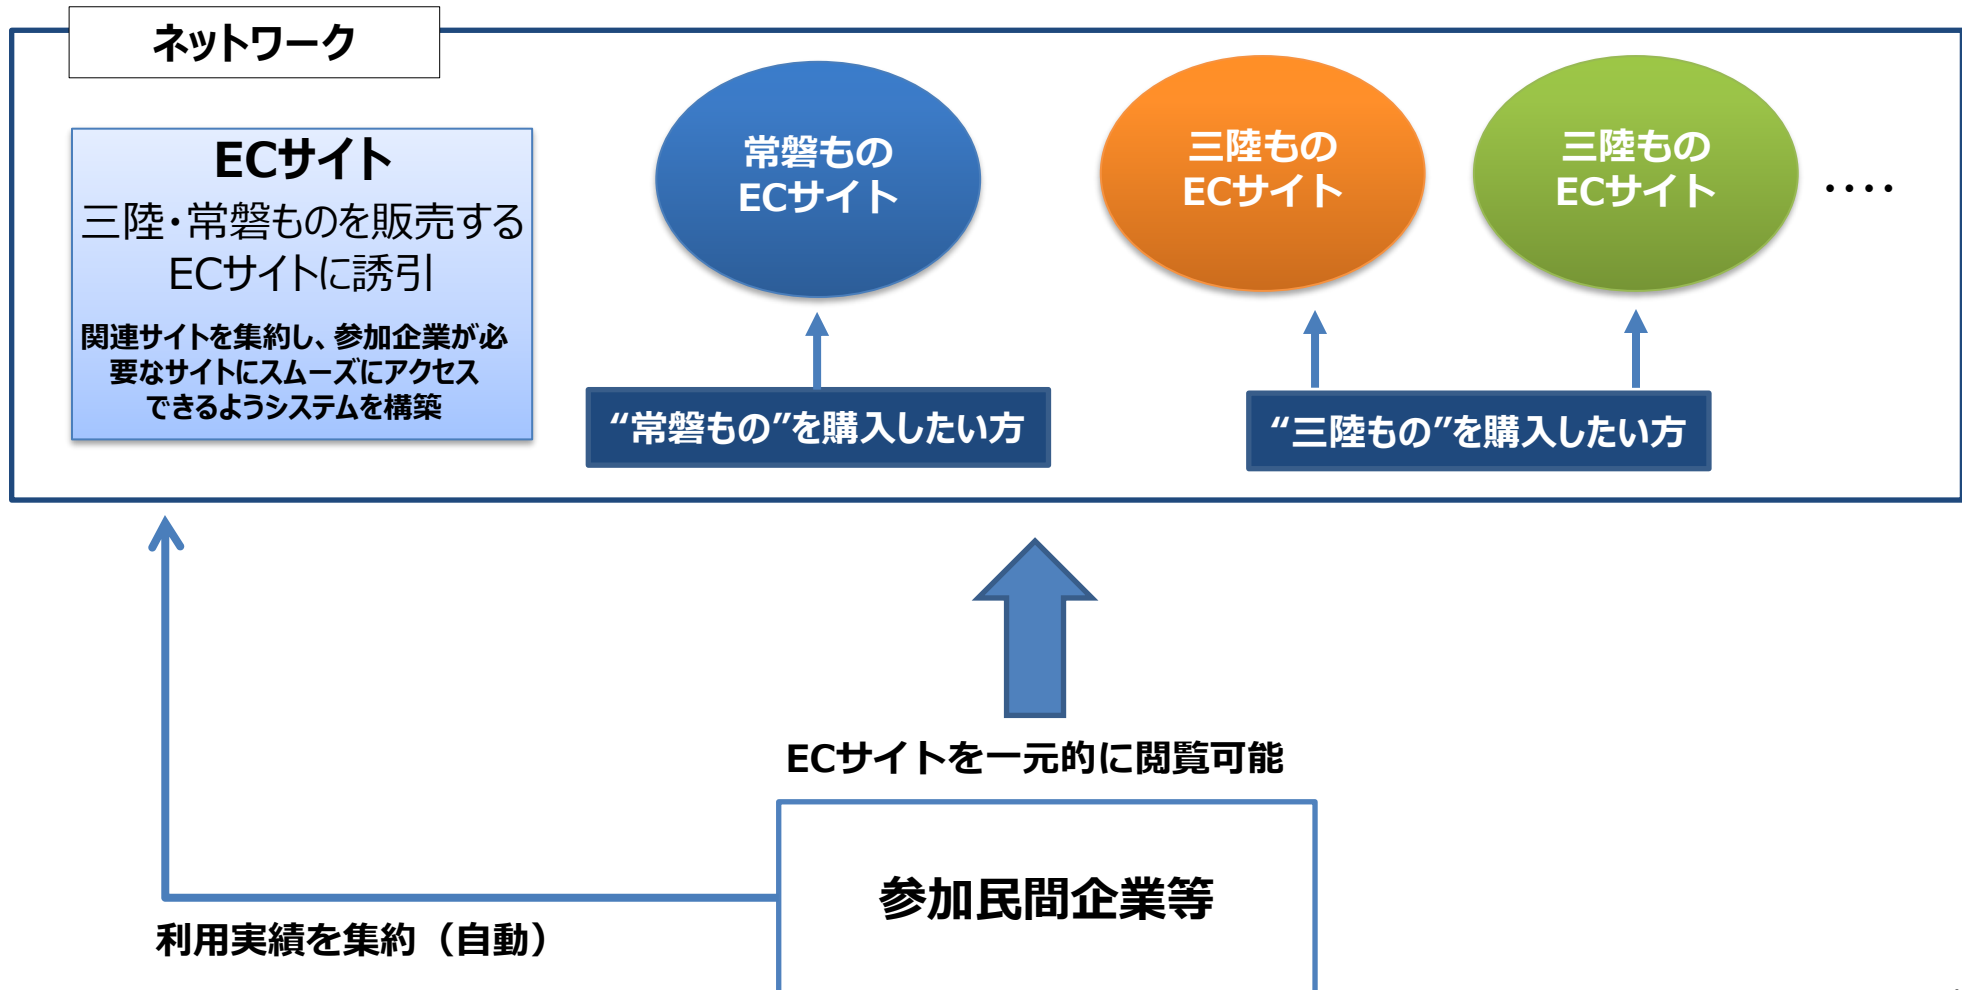 ネットワーク
ECサイト
三陸・常磐ものを販売する
ECサイトに誘引
関連サイトを集約し、参加企業が必
要なサイトにスムーズにアクセス
できるようシステムを構築
常磐もの
ECサイト
三陸もの
ECサイト
三陸もの
ECサイト
････
“常磐もの”を購入したい方
“三陸もの”を購入したい方
ECサイトを一元的に閲覧可能
参加民間企業等
利用実績を集約（自動）